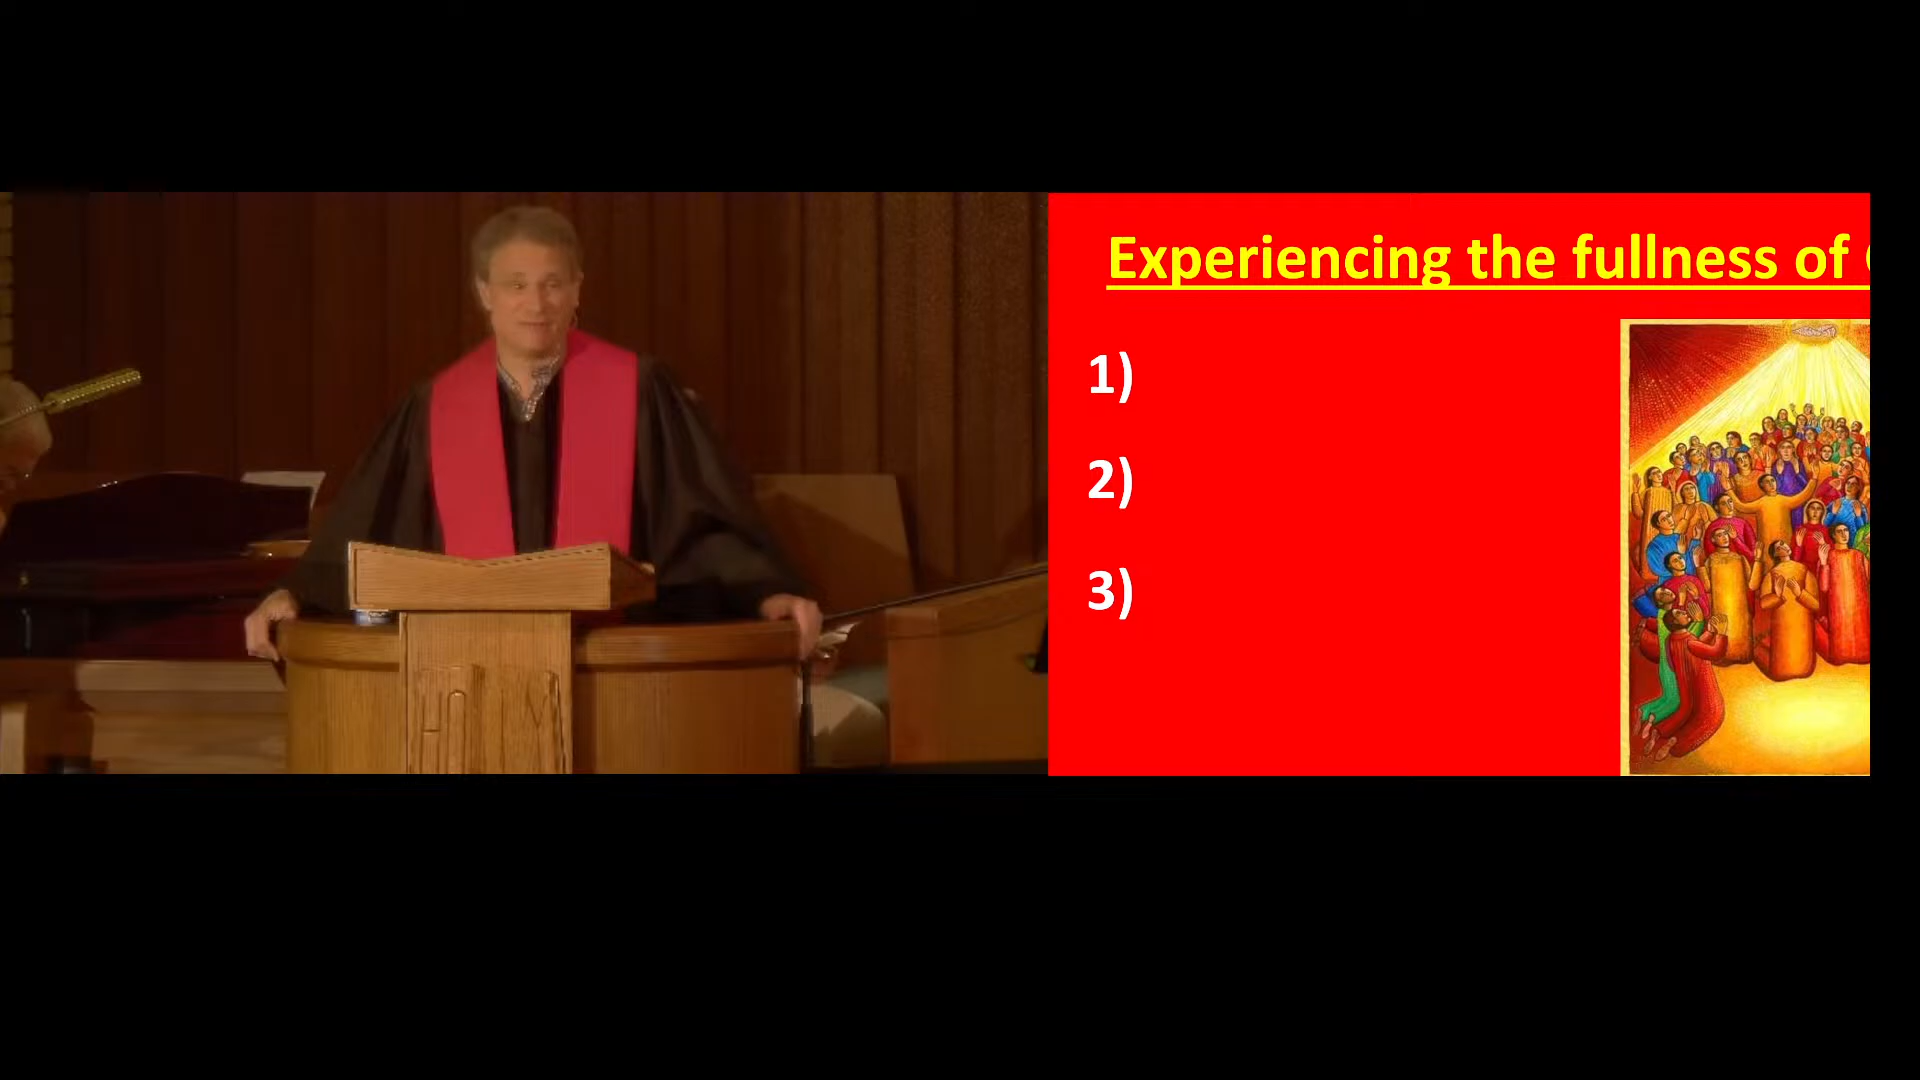 Experiencing the fullness of
1)
2)
3)